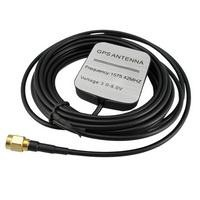 GPS ANTENNA
Frequency:1575.42MHz
Voltage:3.0-5.0V